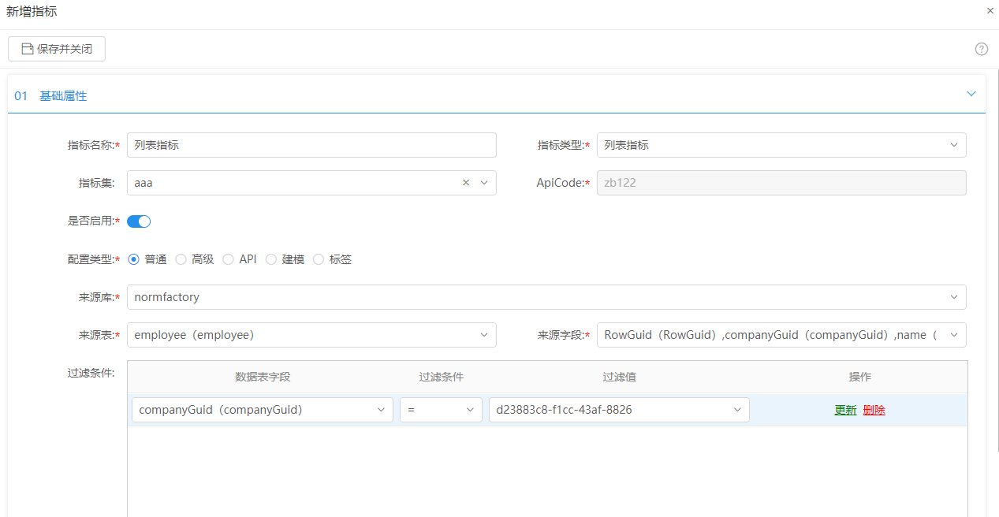 新增指标
保存并关闭
01 基础属性
指标名称:* 列表指标 指标类型:* 列表指标
指标集: aaa ApiCode:* zb122
是否启用:*
配置类型:* 普通 高级 API 建模 标签
来源库:* normfactory
来源表:* employee（employee） 来源字段:* RowGuid（RowGuid）,companyGuid（companyGuid）,name（
过滤条件: 数据表字段 过滤条件 过滤值 操作
companyGuid（companyGuid） = d23883c8-f1cc-43af-8826 更新 删除